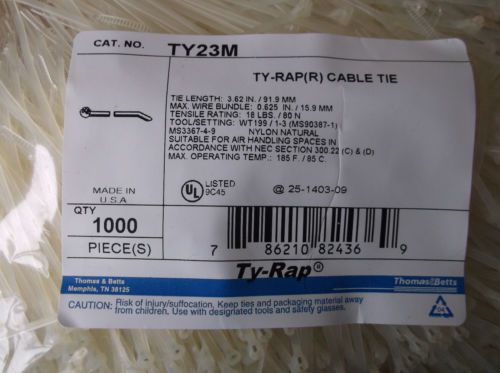 CAT. NO. TY23M
TY-RAP(R) CABLE TIE
TIE LENGTH: 3.62 IN. / 91.9 MM
MAX. WIRE BUNDLE: 0.625 IN. / 15.9 MM
TENSILE RATING: 18 LBS. / 80 N
TOOL/SETTING: WT199 / 1-3 (MS90387-1)
MS3367-4-9 NYLON NATURAL
SUITABLE FOR AIR HANDLING SPACES IN
ACCORDANCE WITH NEC SECTION 300.22 (C) & (D)
MAX. OPERATING TEMP.: 185 F. / 85 C.
MADE IN
U.S.A
UL LISTED
9C45
@ 25-1403-09
QTY
1000
PIECE(S)
7 86210 82436 9
Ty-Rap®
Thomas & Betts
Memphis, TN 38125
Thomas&Betts
CAUTION: Risk of injury/suffocation. Keep ties and packaging material away
from children. Use with designated tools and safety glasses.
04